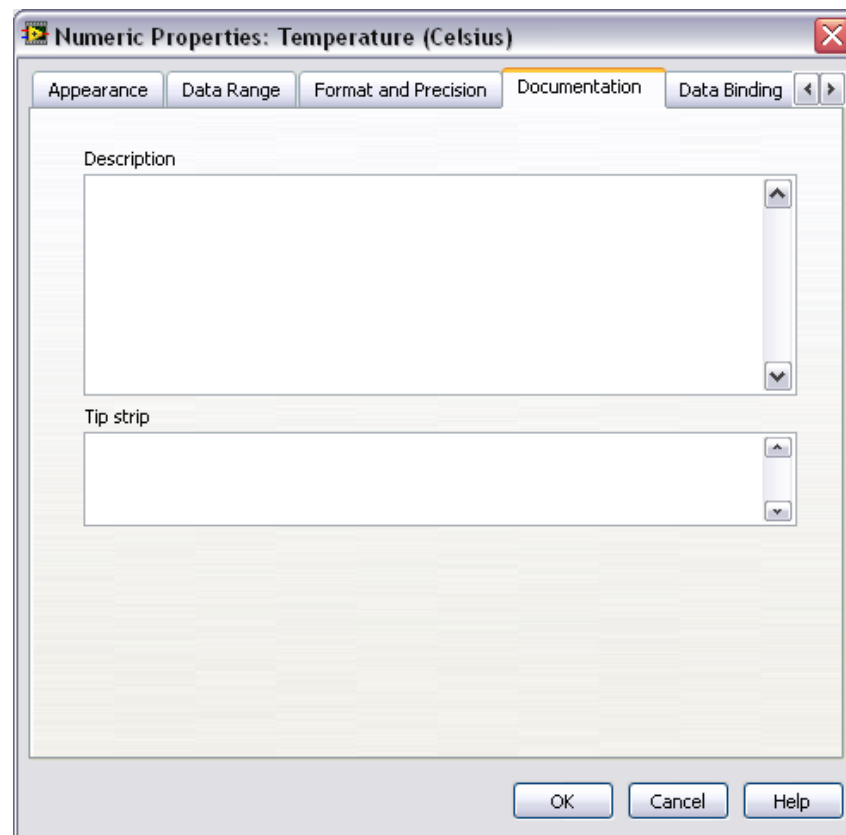 Numeric Properties: Temperature (Celsius)
Appearance Data Range Format and Precision Documentation Data Binding
Description
Tip strip
OK Cancel Help